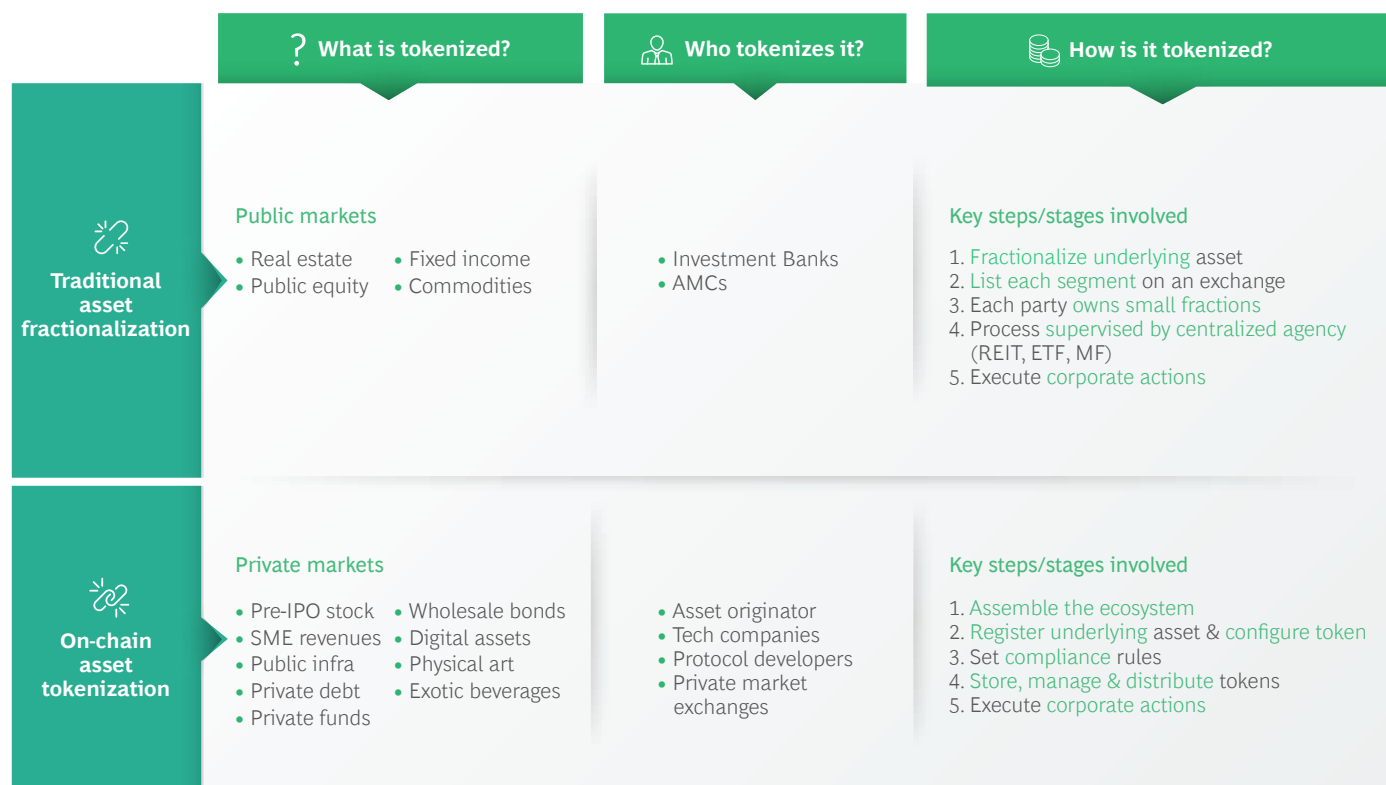 What is tokenized?
Who tokenizes it?
How is it tokenized?
Traditional
asset
fractionalization
Public markets
• Real estate
• Public equity
• Fixed income
• Commodities
• Investment Banks
• AMCs
Key steps/stages involved
1. Fractionalize underlying asset
2. List each segment on an exchange
3. Each party owns small fractions
4. Process supervised by centralized agency
(REIT, ETF, MF)
5. Execute corporate actions
On-chain
asset
tokenization
Private markets
• Pre-IPO stock
• SME revenues
• Public infra
• Private debt
• Private funds
• Wholesale bonds
• Digital assets
• Physical art
• Exotic beverages
• Asset originator
• Tech companies
• Protocol developers
• Private market
exchanges
Key steps/stages involved
1. Assemble the ecosystem
2. Register underlying asset & configure token
3. Set compliance rules
4. Store, manage & distribute tokens
5. Execute corporate actions